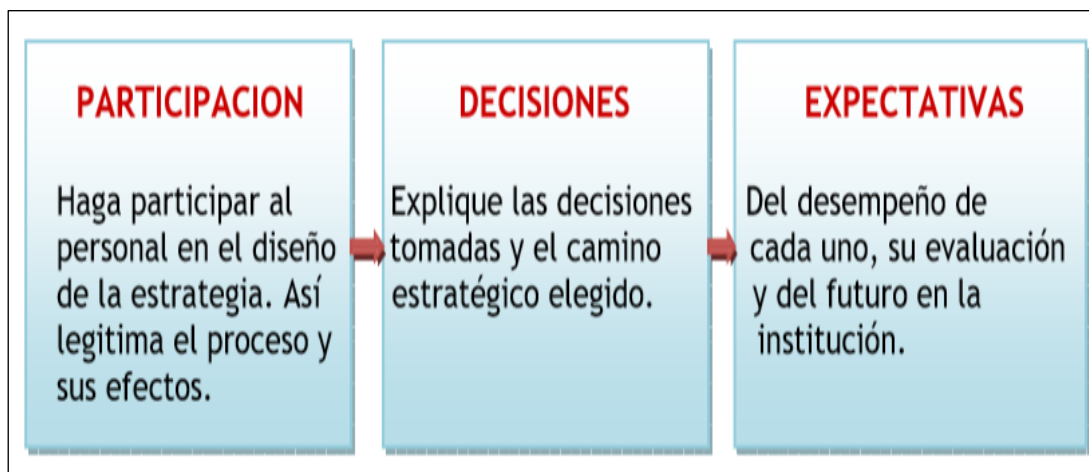 PARTICIPACION
Haga participar al
personal en el diseño
de la estrategia. Así
legitima el proceso y
sus efectos.
DECISIONES
Explique las decisiones
tomadas y el camino
estratégico elegido.
EXPECTATIVAS
Del desempeño de
cada uno, su evaluación
y del futuro en la
institución.